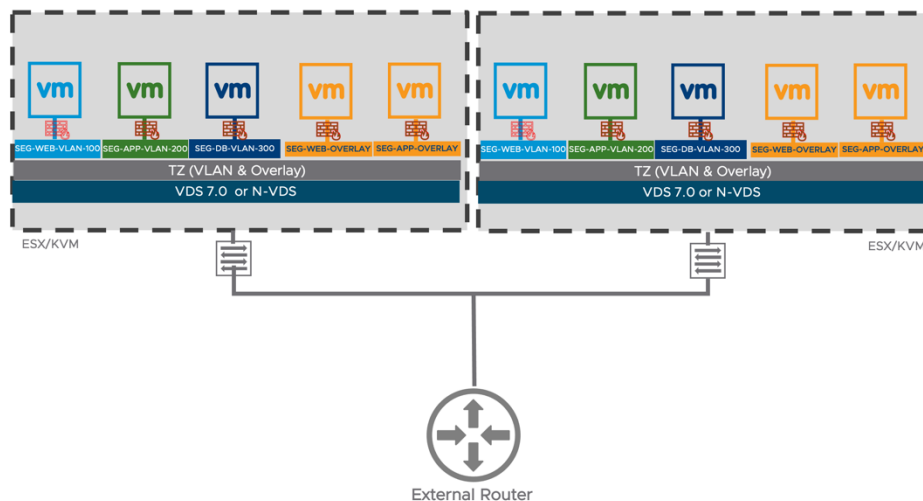 vm vm vm vm vm
SEG-WEB-VLAN-100 SEG-APP-VLAN-200 SEG-DB-VLAN-300 SEG-WEB-OVERLAY SEG-APP-OVERLAY
TZ (VLAN & Overlay)
VDS 7.0 or N-VDS
ESX/KVM
vm vm vm vm vm
SEG-WEB-VLAN-100 SEG-APP-VLAN-200 SEG-DB-VLAN-300 SEG-WEB-OVERLAY SEG-APP-OVERLAY
TZ (VLAN & Overlay)
VDS 7.0 or N-VDS
ESX/KVM
External Router